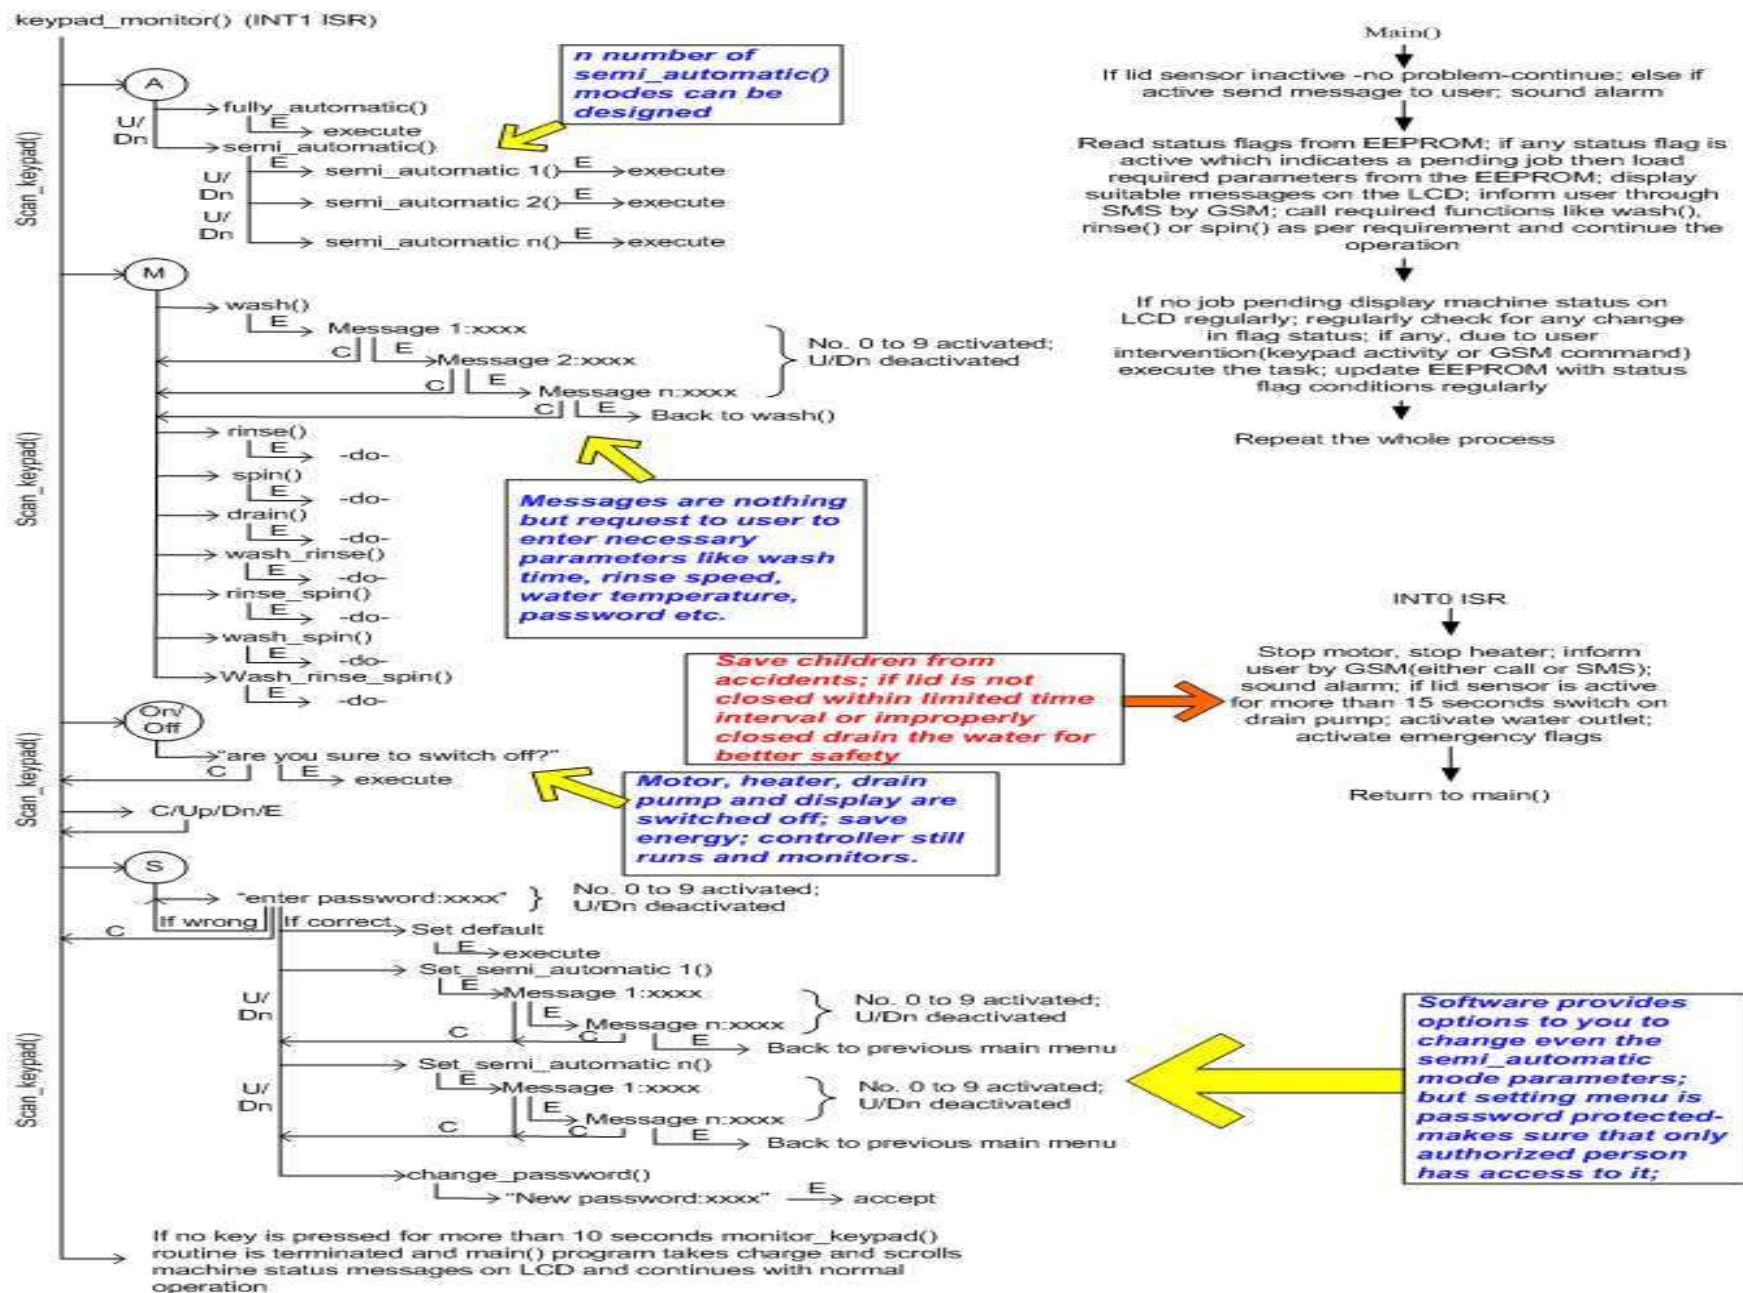 keypad_monitor() (INT1 ISR)
Scan_keypad()
A
fully_automatic()
E
execute
U/
Dn
semi_automatic()
E
semi_automatic 1()
E
execute
U/
Dn
semi_automatic 2()
E
execute
U/
Dn
semi_automatic n()
E
execute
n number of
semi_automatic()
modes can be
designed
Scan_keypad()
M
wash()
E
Message 1:xxxx
C
E
Message 2:xxxx
C
E
Message n:xxxx
C
E
Back to wash()
No. 0 to 9 activated;
U/Dn deactivated
rinse()
E
-do-
spin()
E
-do-
drain()
E
-do-
wash_rinse()
E
-do-
rinse_spin()
E
-do-
wash_spin()
E
-do-
Wash_rinse_spin()
E
-do-
Messages are nothing
but request to user to
enter necessary
parameters like wash
time, rinse speed,
water temperature,
password etc.
Scan_keypad()
On/
Off
"are you sure to switch off?"
C
E
execute
C/Up/Dn/E
Motor, heater, drain
pump and display are
switched off; save
energy; controller still
runs and monitors.
Scan_keypad()
S
"enter password:xxxx"
No. 0 to 9 activated;
U/Dn deactivated
If wrong
If correct
C
Set default
E
execute
Set_semi_automatic 1()
U/
Dn
E
Message 1:xxxx
E
Message n:xxxx
No. 0 to 9 activated;
U/Dn deactivated
C
C
E
Back to previous main menu
Set_semi_automatic n()
U/
Dn
E
Message 1:xxxx
E
Message n:xxxx
No. 0 to 9 activated;
U/Dn deactivated
C
C
E
Back to previous main menu
change_password()
"New password:xxxx"
E
accept
If no key is pressed for more than 10 seconds monitor_keypad()
routine is terminated and main() program takes charge and scrolls
machine status messages on LCD and continues with normal
operation
Main()
If lid sensor inactive -no problem-continue; else if
active send message to user; sound alarm
Read status flags from EEPROM; if any status flag is
active which indicates a pending job then load
required parameters from the EEPROM; display
suitable messages on the LCD; inform user through
SMS by GSM; call required functions like wash(),
rinse() or spin() as per requirement and continue the
operation
If no job pending display machine status on
LCD regularly; regularly check for any change
in flag status; if any, due to user
intervention(keypad activity or GSM command)
execute the task; update EEPROM with status
flag conditions regularly
Repeat the whole process
Save children from
accidents; if lid is not
closed within limited time
interval or improperly
closed drain the water for
better safety
INT0 ISR
Stop motor, stop heater; inform
user by GSM(either call or SMS);
sound alarm; if lid sensor is active
for more than 15 seconds switch on
drain pump; activate water outlet;
activate emergency flags
Return to main()
Software provides
options to you to
change even the
semi_automatic
mode parameters;
but setting menu is
password protected-
makes sure that only
authorized person
has access to it;